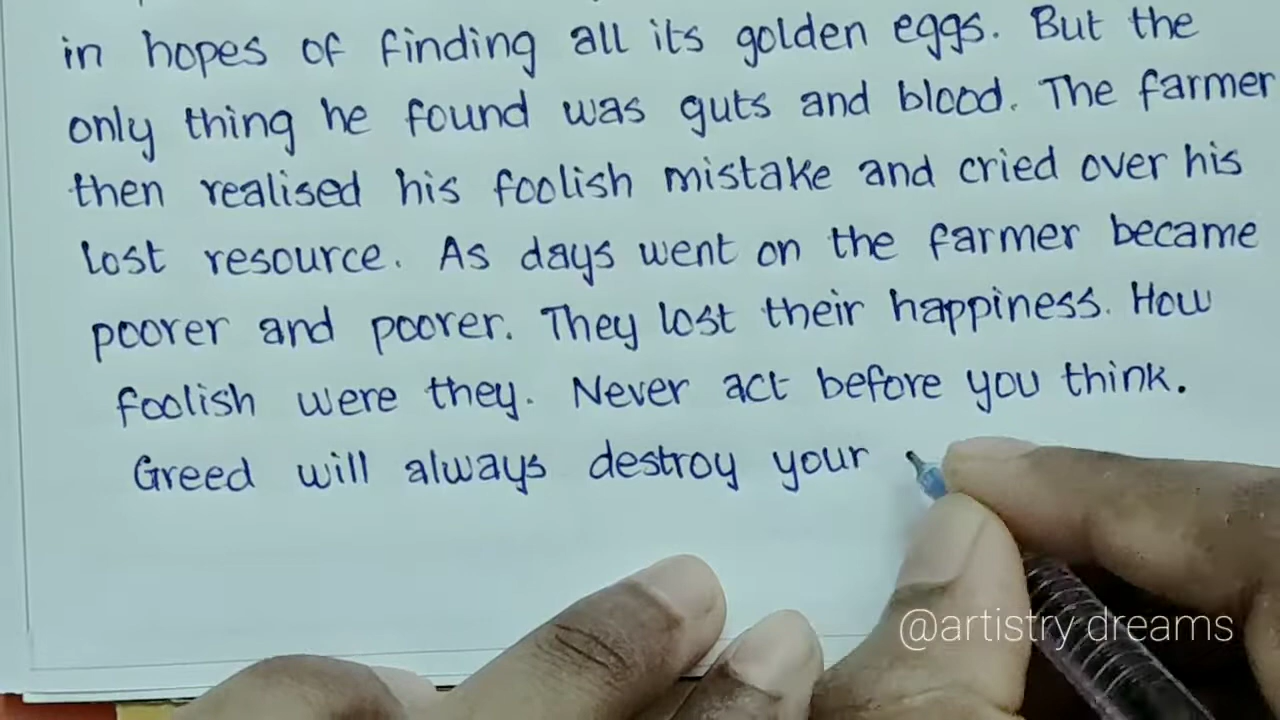 in hopes of finding all its golden eggs. But the
only thing he found was guts and blood. The farmer
then realised his foolish mistake and cried over his
lost resource. As days went on the farmer became
poorer and poorer. They lost their happiness. How
foolish were they. Never act before you think.
Greed will always destroy your
@artistry dreams